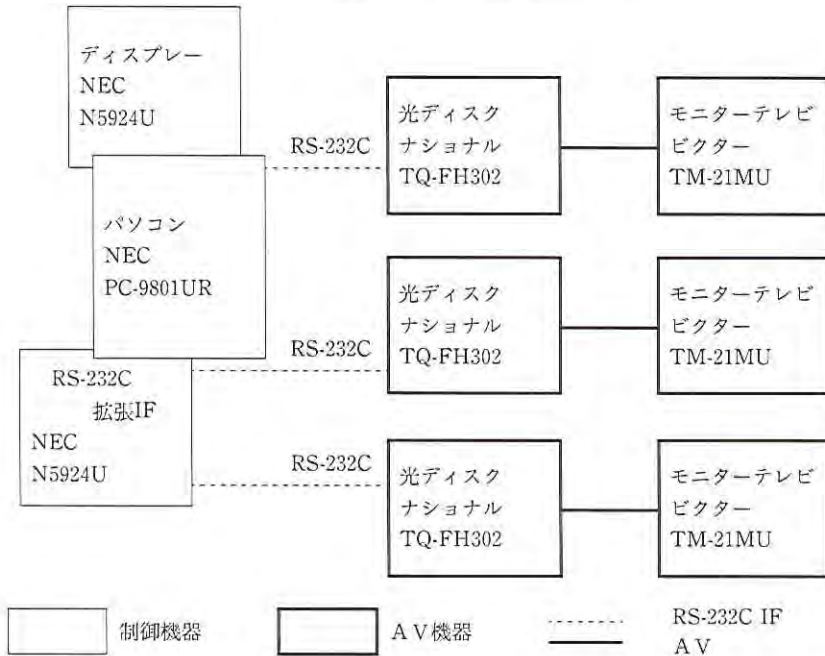 ディスプレー
NEC
N5924U
パソコン
NEC
PC-9801UR
RS-232C
拡張IF
NEC
N5924U
RS-232C
光ディスク
ナショナル
TQ-FH302
モニターテレビ
ビクター
TM-21MU
RS-232C
光ディスク
ナショナル
TQ-FH302
モニターテレビ
ビクター
TM-21MU
RS-232C
光ディスク
ナショナル
TQ-FH302
モニターテレビ
ビクター
TM-21MU
制御機器
AV機器
RS-232C IF
AV